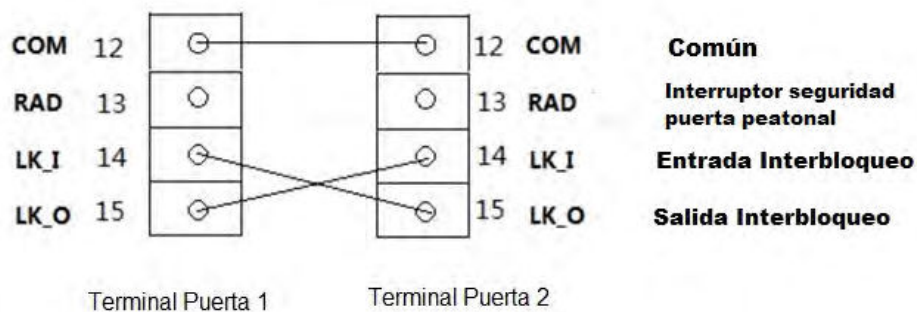 COM 12 12 COM Común
RAD 13 13 RAD Interruptor seguridad
puerta peatonal
LK_I 14 14 LK_I Entrada Interbloqueo
LK_O 15 15 LK_O Salida Interbloqueo
Terminal Puerta 1 Terminal Puerta 2